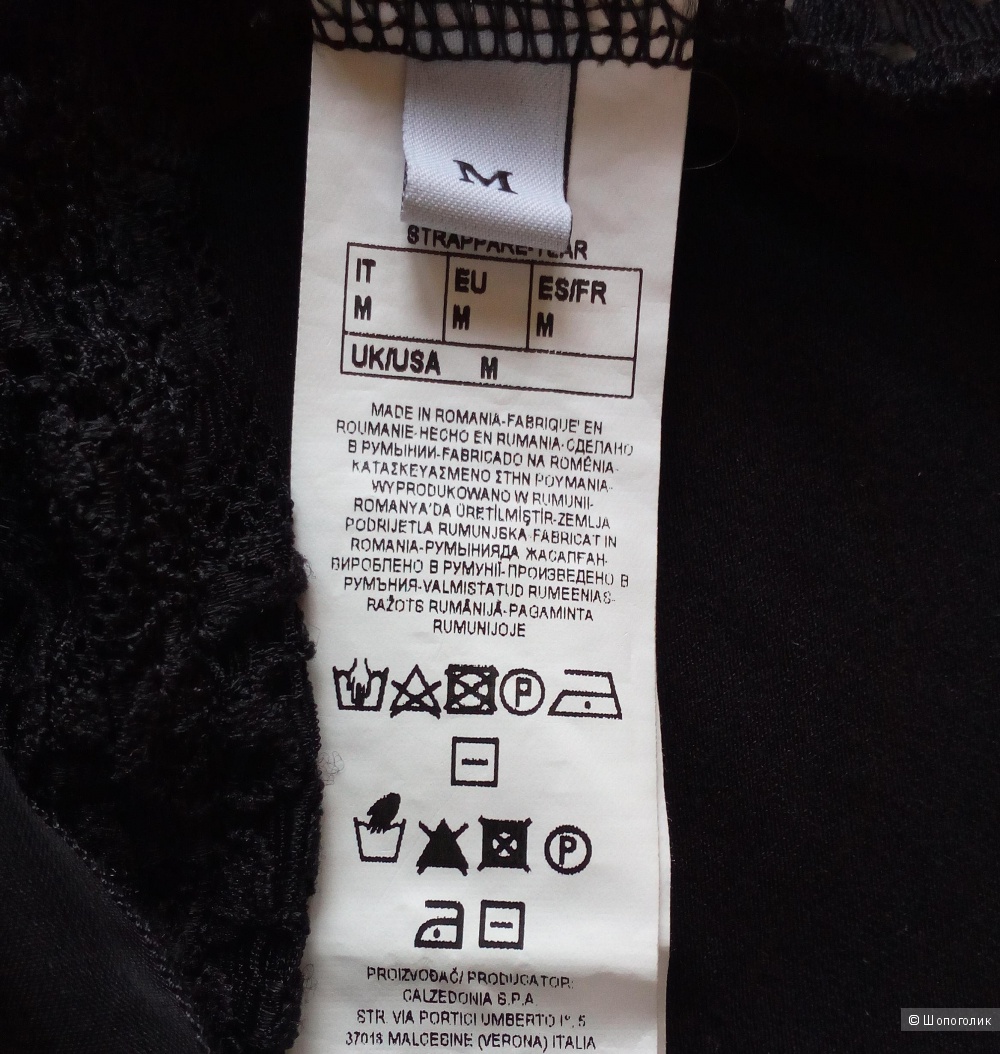 M
STRAPPARE-TEAR
IT EU ES/FR
M M M
UK/USA M
MADE IN ROMANIA-FABRIQUE' EN
ROUMANIE-HECHO EN RUMANIA-СДЕЛАНО
В РУМЫНИИ-FABRICADO NA ROMÊNIA-
ΚΑΤΑΣΚΕΥΑΣΜΕΝΟ ΣΤΗΝ ΡΟΥΜΑΝΙΑ-
WYPRODUKOWANO W RUMUNII-
ROMANYA'DA ÜRETİLMİŞTİR-ZEMLJA
PODRIJETLA RUMUNJSKA-FABRICAT IN
ROMANIA-РУМЫНИЯДА ЖАСАЛҒАН-
ВИРОБЛЕНО В РУМУНІЇ-ПРОИЗВЕДЕНО В
РУМЪНИЯ-VALMISTATUD RUMEENIAS-
RAŽOTS RUMĀNIJĀ-PAGAMINTA
RUMUNIJOJE
P
P
PROIZVOĐAČ/ PRODUCATOR:
CALZEDONIA S.P.A.
STR. VIA PORTICI UMBERTO I°, 5
37018 MALCESINE (VERONA) ITALIA
© Шопоголик